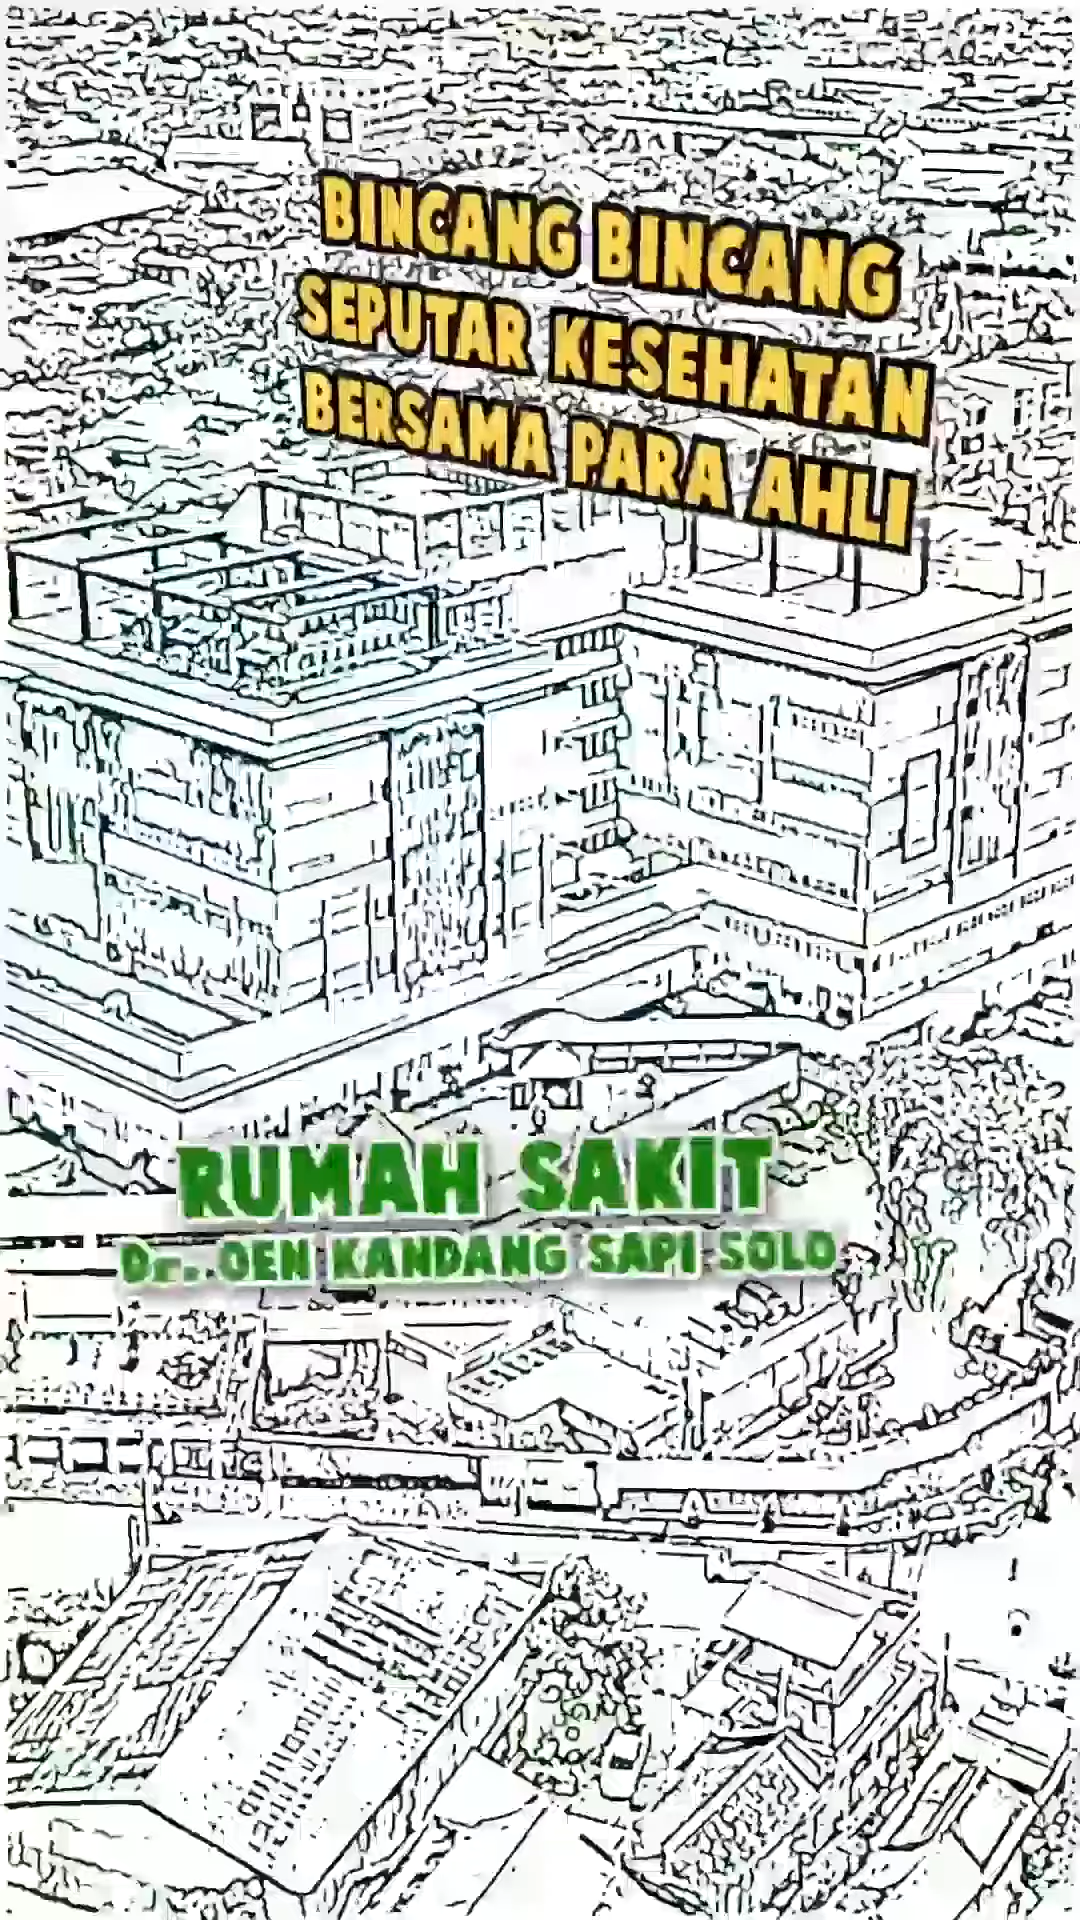 BINCANG BINCANG
SEPUTAR KESEHATAN
BERSAMA PARA AHLI
RUMAH SAKIT
Dr. OEN KANDANG SAPI SOLO